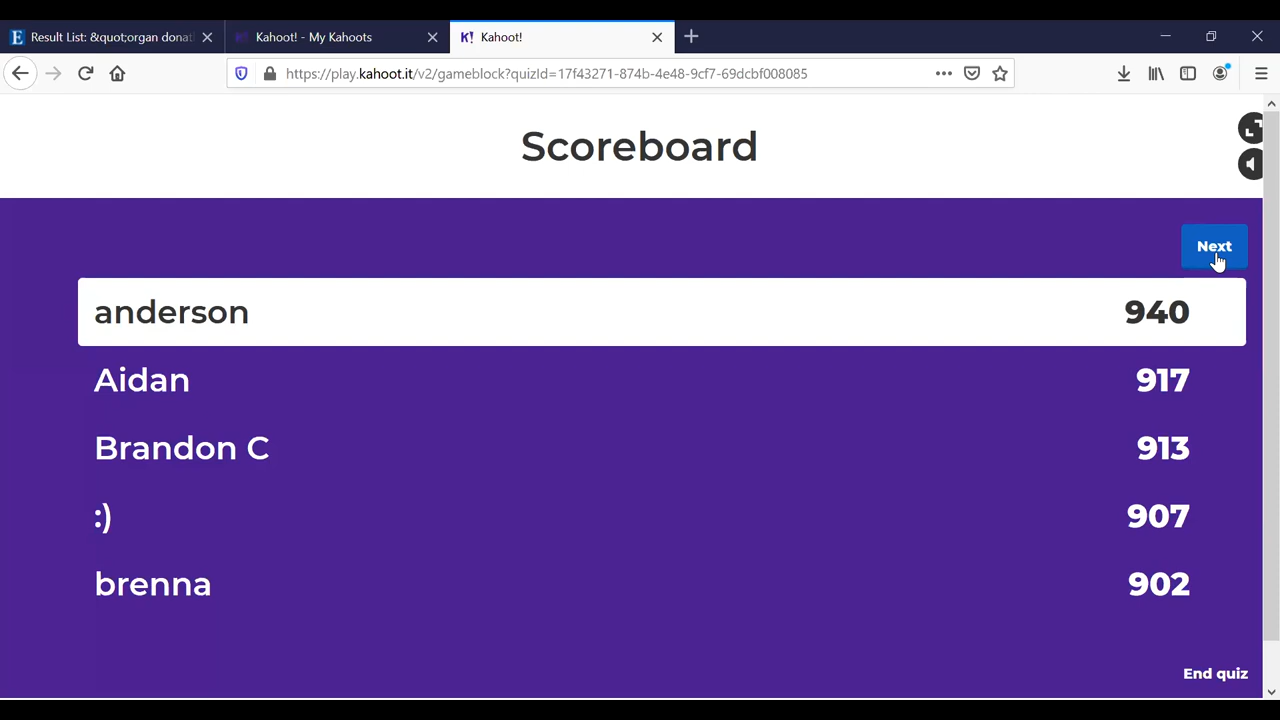 Result List: &quot;organ donat
Kahoot! - My Kahoots
K! Kahoot!
https://play.kahoot.it/v2/gameblock?quizId=17f43271-874b-4e48-9cf7-69dcbf008085
Scoreboard
Next
anderson 940
Aidan 917
Brandon C 913
:) 907
brenna 902
End quiz